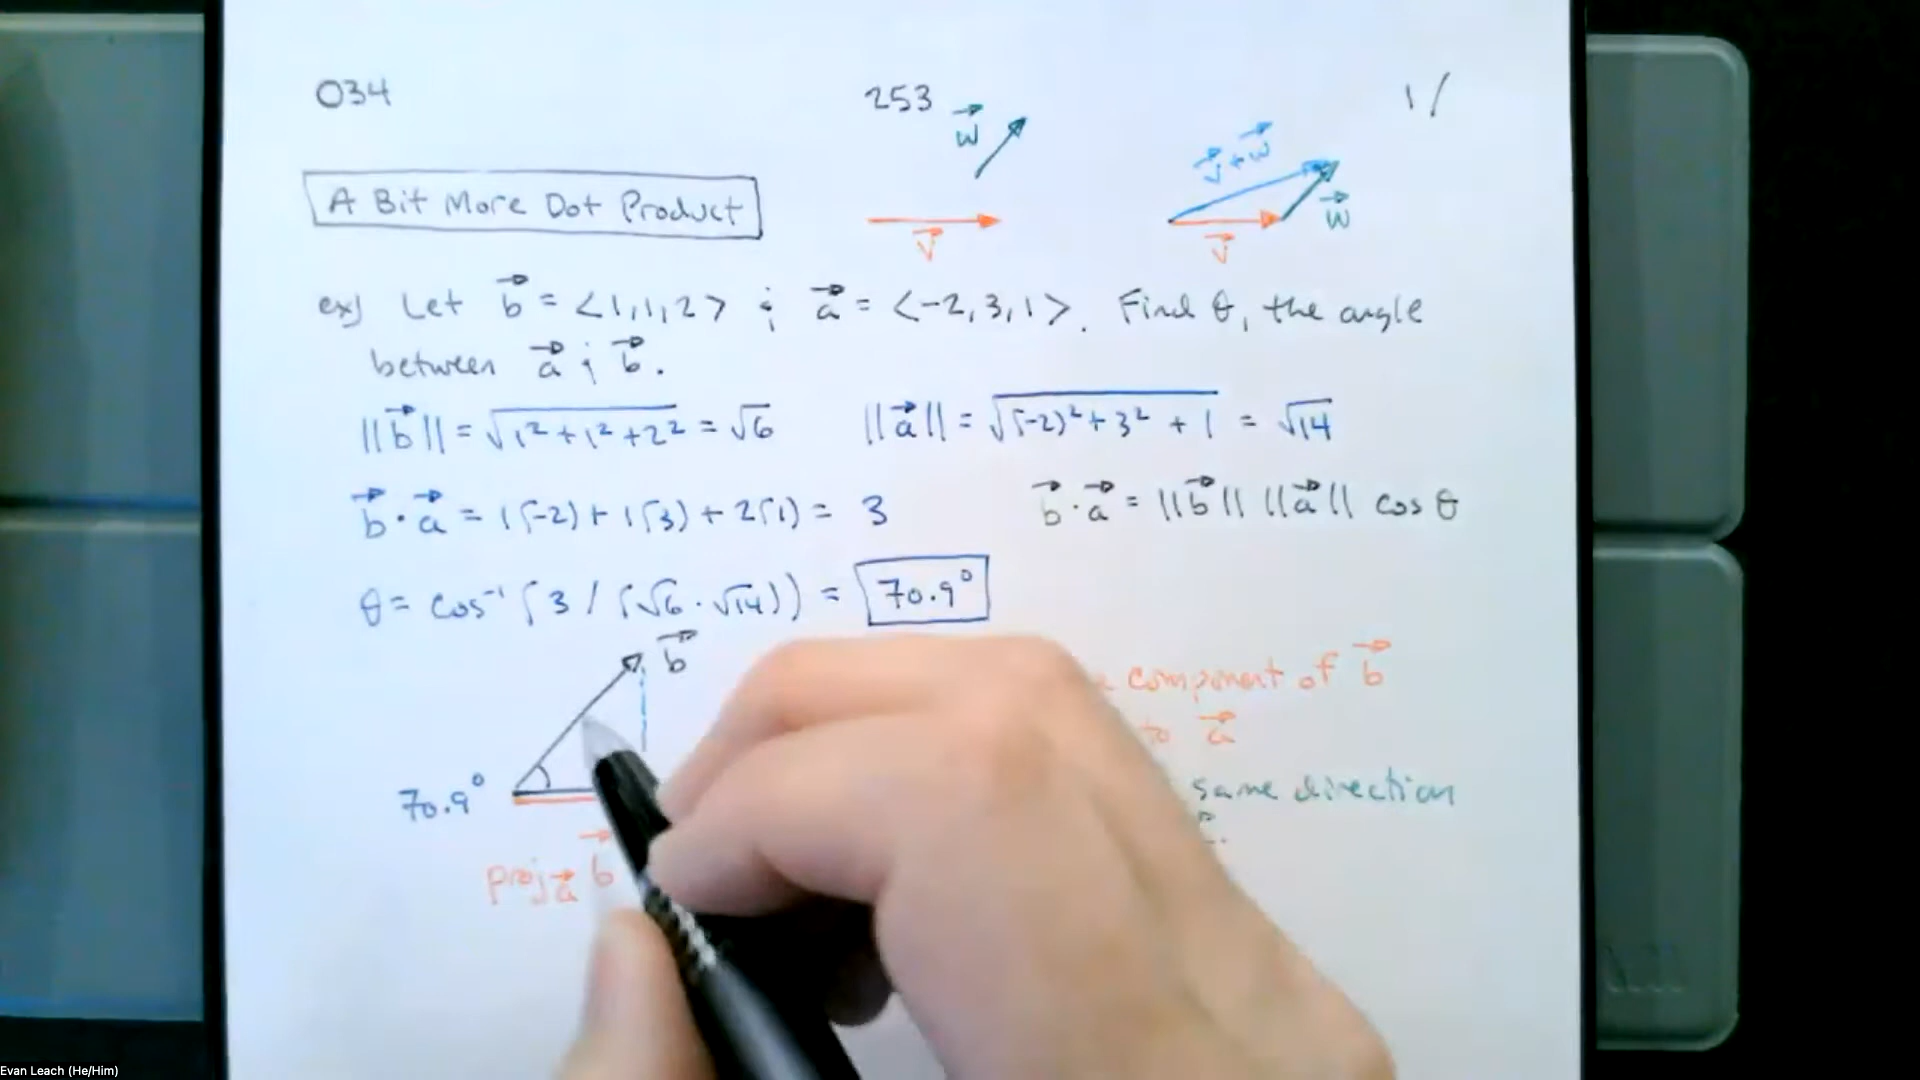 034 253 1/
w⃗ v⃗+w⃗
A Bit More Dot Product
v⃗ v⃗ w⃗
ex) Let b⃗ = <1,1,2> & a⃗ = <-2,3,1>. Find θ, the angle
between a⃗ & b⃗.
||b⃗|| = √(1²+1²+2²) = √6 ||a⃗|| = √((-2)²+3²+1) = √14
b⃗·a⃗ = 1(-2)+1(3)+2(1) = 3 b⃗·a⃗ = ||b⃗|| ||a⃗|| cos θ
θ = cos⁻¹(3/(√6·√14)) = 70.9°
b⃗
component of b⃗
to a⃗
70.9° same direction
proj a⃗ b⃗
Evan Leach (He/Him)